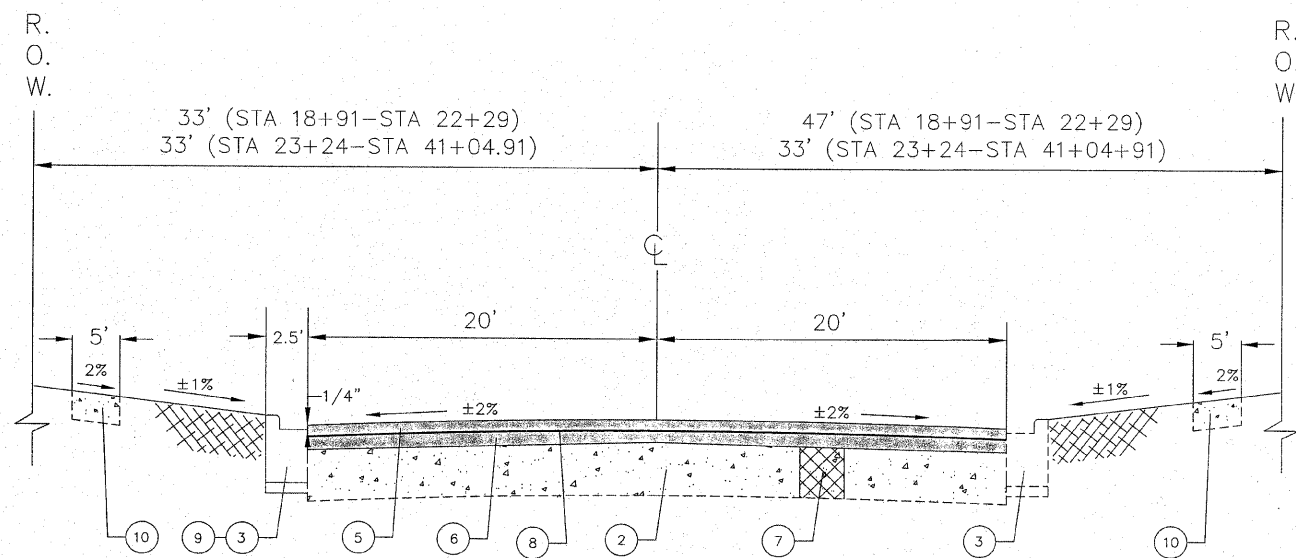 R.
O.
W.
R.
O.
W
33' (STA 18+91-STA 22+29)
33' (STA 23+24-STA 41+04.91)
47' (STA 18+91-STA 22+29)
33' (STA 23+24-STA 41+04+91)
CL
5'
2.5'
20'
20'
5'
2%
±1%
1/4"
±2%
±2%
±1%
2%
10
9
3
5
6
8
2
7
3
10